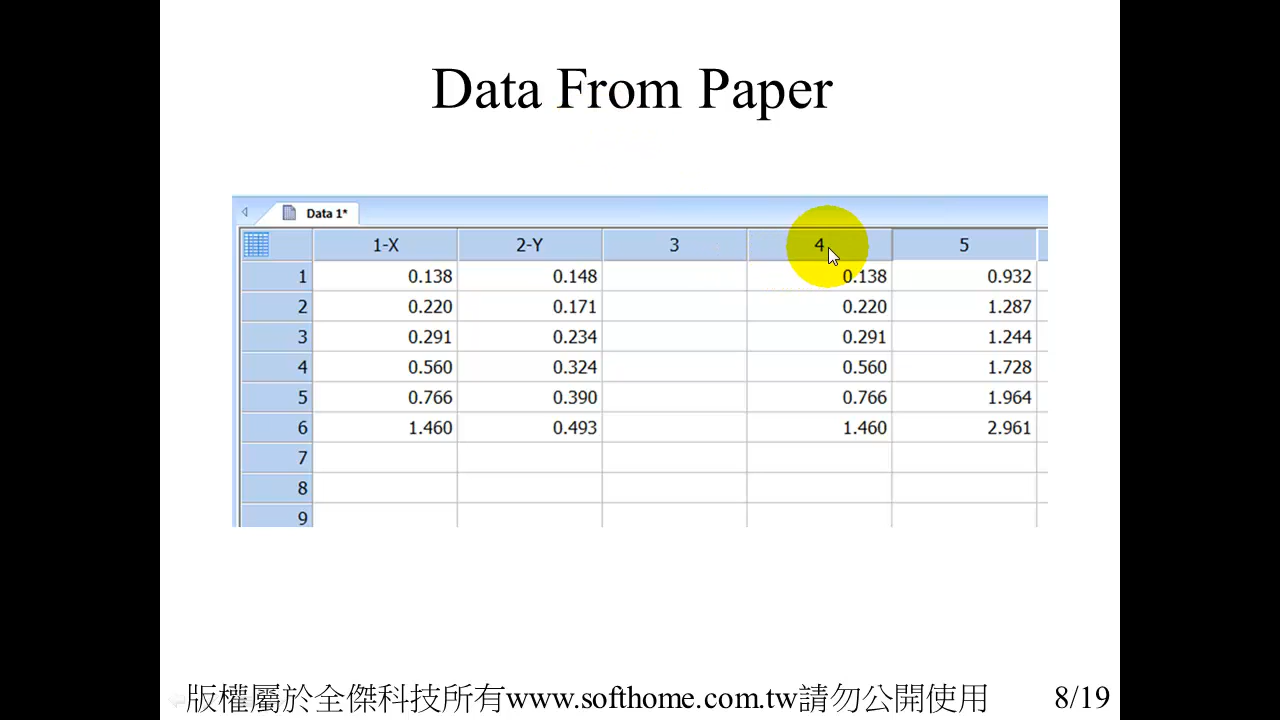 Data From Paper
Data 1*
1-X 2-Y 3 4 5
1 0.138 0.148 0.138 0.932
2 0.220 0.171 0.220 1.287
3 0.291 0.234 0.291 1.244
4 0.560 0.324 0.560 1.728
5 0.766 0.390 0.766 1.964
6 1.460 0.493 1.460 2.961
7
8
9
版權屬於全傑科技所有www.softhome.com.tw請勿公開使用 8/19